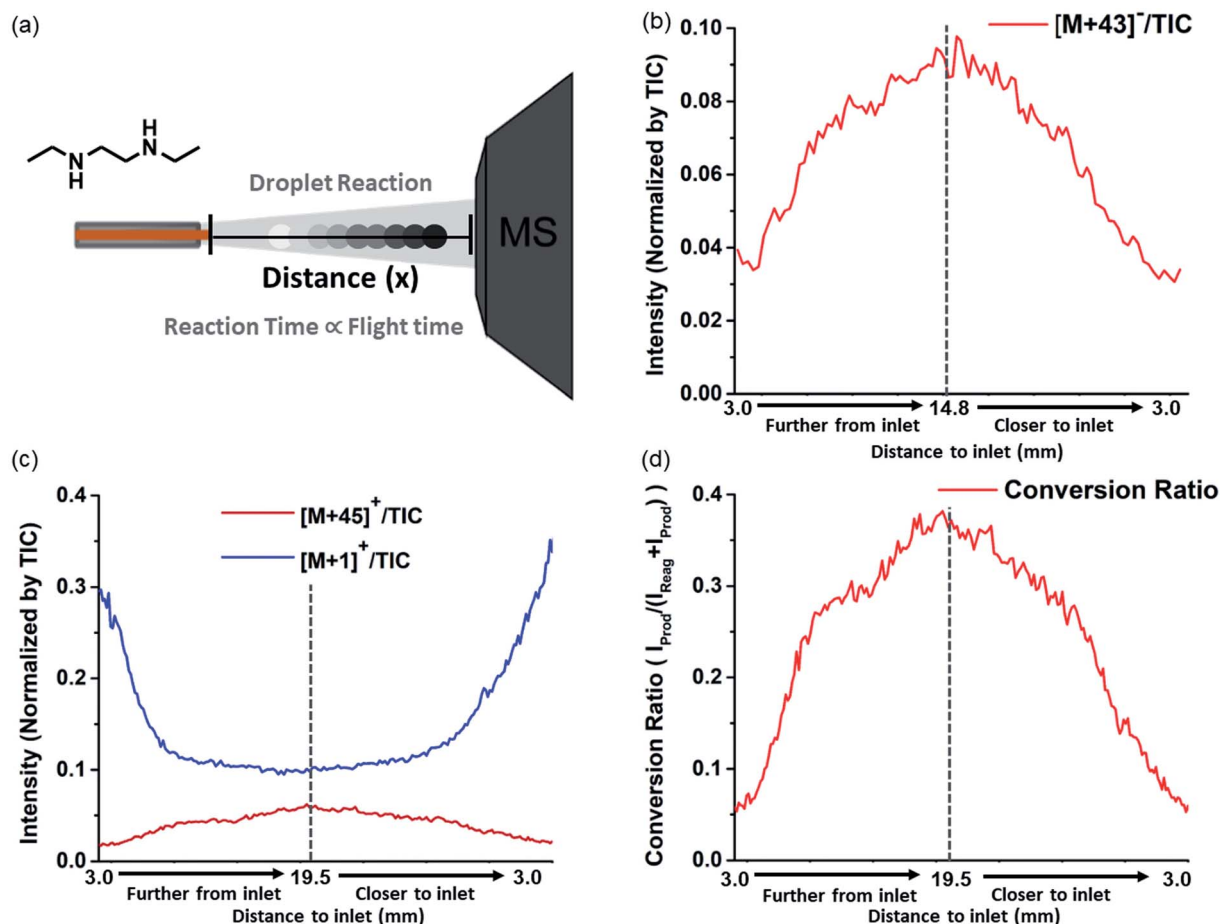 (a)
H
N
N
H
Droplet Reaction
MS
Distance (x)
Reaction Time ∝ Flight time
(b)
[M+43]⁻/TIC
Intensity (Normalized by TIC)
0.10
0.08
0.06
0.04
0.02
0.00
3.0 14.8 3.0
Further from inlet Closer to inlet
Distance to inlet (mm)
(c)
[M+45]⁺/TIC
[M+1]⁺/TIC
Intensity (Normalized by TIC)
0.4
0.3
0.2
0.1
0.0
3.0 19.5 3.0
Further from inlet Closer to inlet
Distance to inlet (mm)
(d)
Conversion Ratio
Conversion Ratio ( I_Prod/(I_Reag+I_Prod) )
0.4
0.3
0.2
0.1
0.0
3.0 19.5 3.0
Further from inlet Closer to inlet
Distance to inlet (mm)